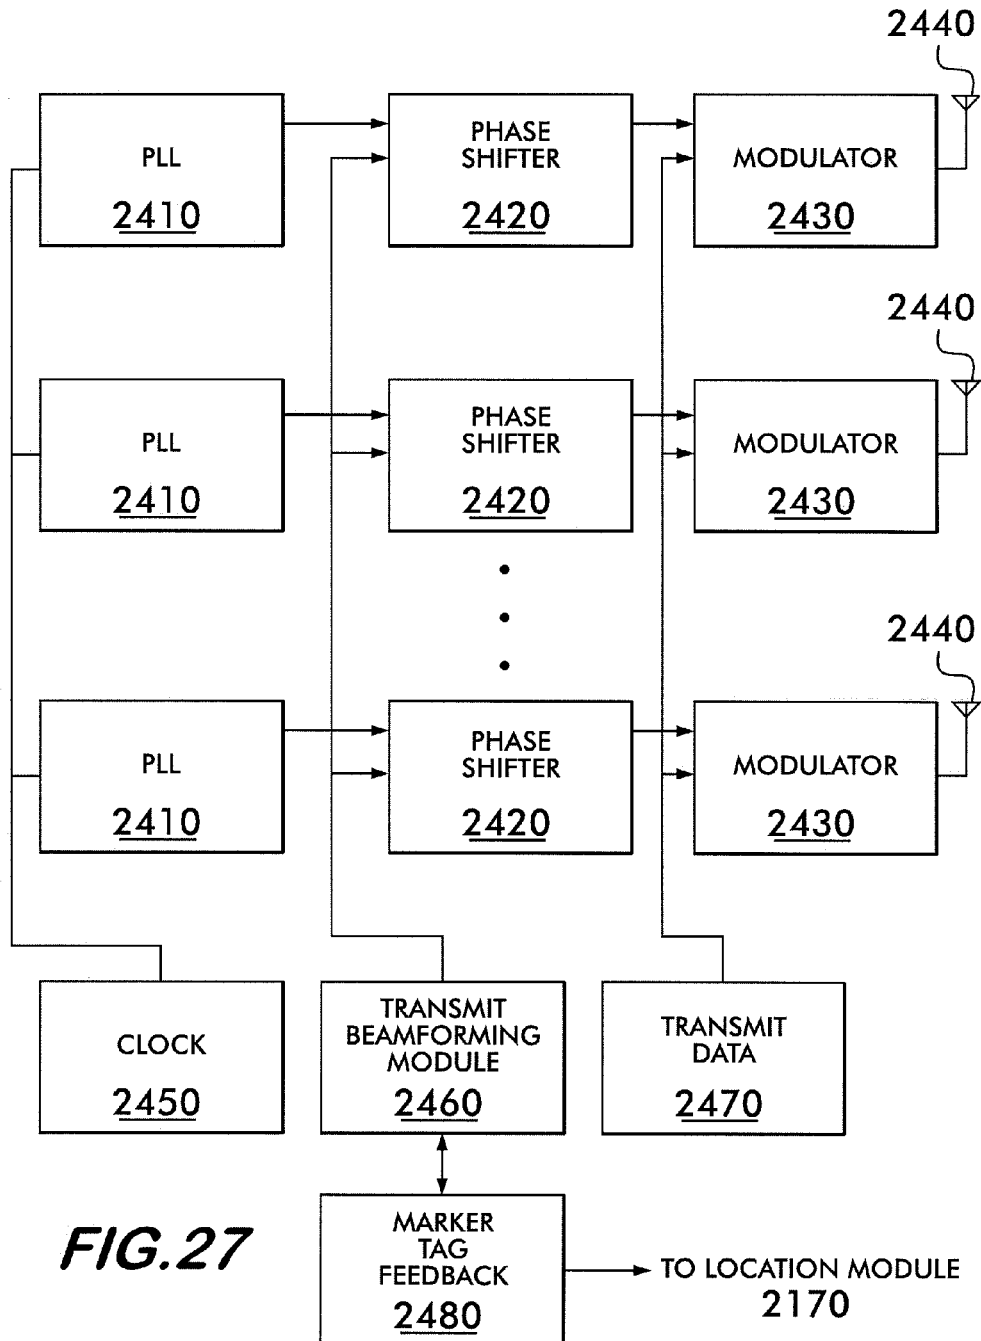 2440
PLL
2410
PHASE
SHIFTER
2420
MODULATOR
2430
2440
PLL
2410
PHASE
SHIFTER
2420
MODULATOR
2430
2440
PLL
2410
PHASE
SHIFTER
2420
MODULATOR
2430
CLOCK
2450
TRANSMIT
BEAMFORMING
MODULE
2460
TRANSMIT
DATA
2470
FIG.27
MARKER
TAG
FEEDBACK
2480
TO LOCATION MODULE
2170